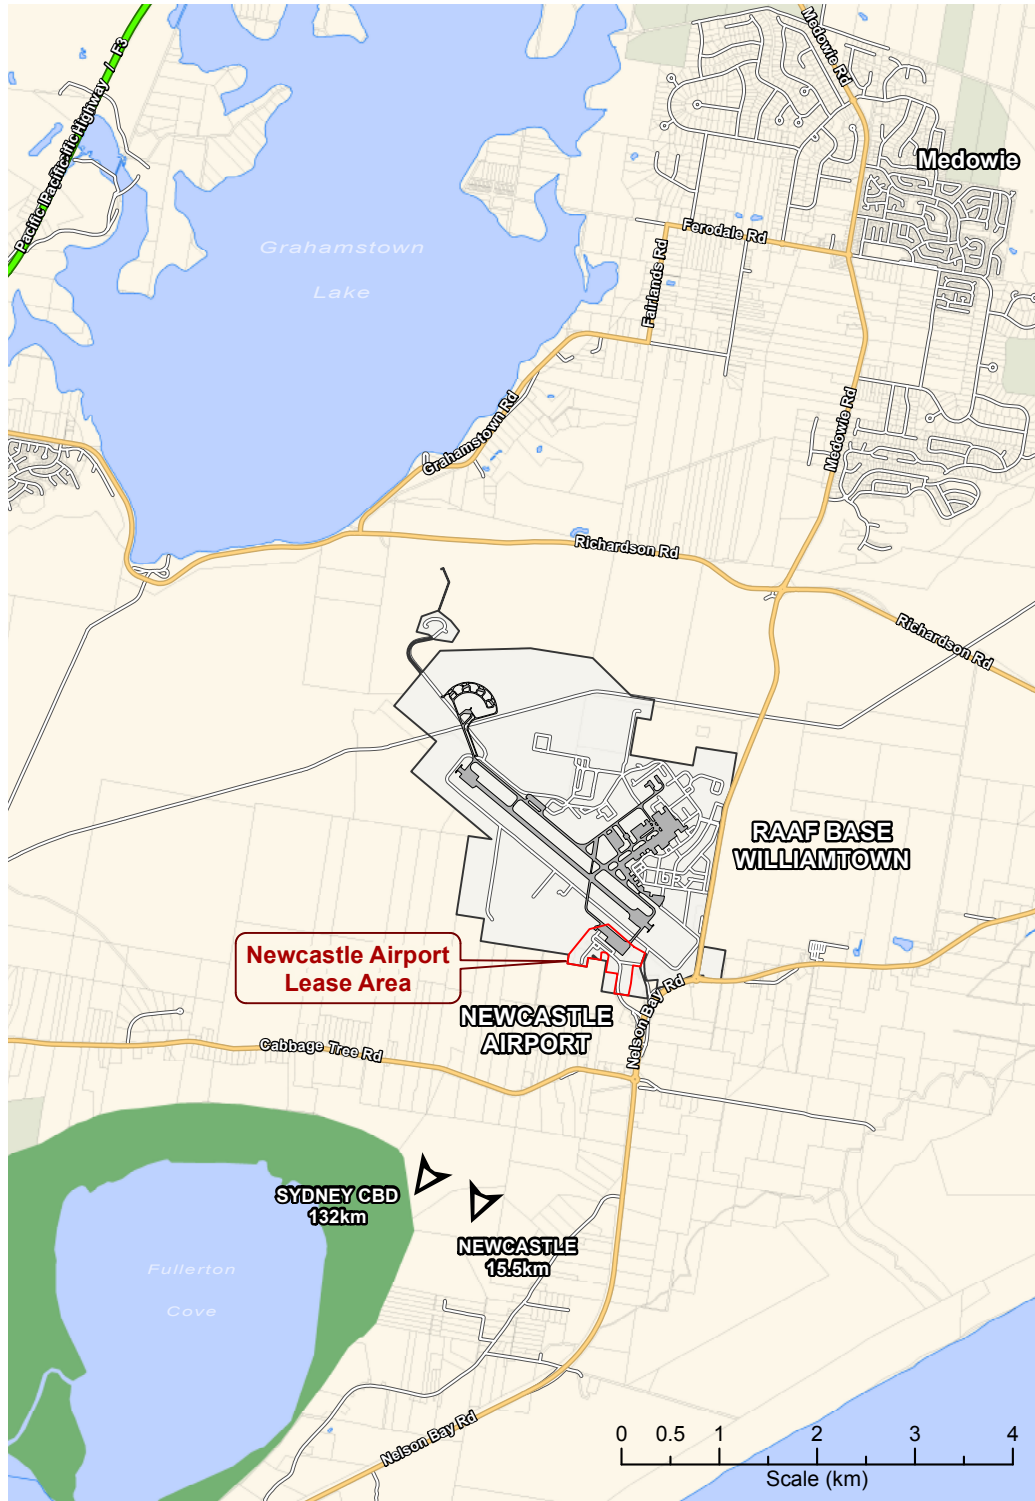 Pacific Highway / F3
Pacific
Pacific
Medowie Rd
Medowie
Grahamstown
Lake
Ferodale Rd
Fairlands Rd
Grahamstown Rd
Medowie Rd
Richardson Rd
Richardson Rd
RAAF BASE
WILLIAMTOWN
Newcastle Airport
Lease Area
NEWCASTLE
AIRPORT
Nelson Bay Rd
Cabbage Tree Rd
SYDNEY CBD
132km
NEWCASTLE
15.5km
Fullerton
Cove
Nelson Bay Rd
0 0.5 1 2 3 4
Scale (km)